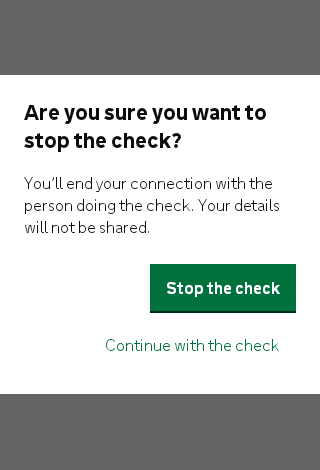 Are you sure you want to
stop the check?
You’ll end your connection with the
person doing the check. Your details
will not be shared.
Stop the check
Continue with the check